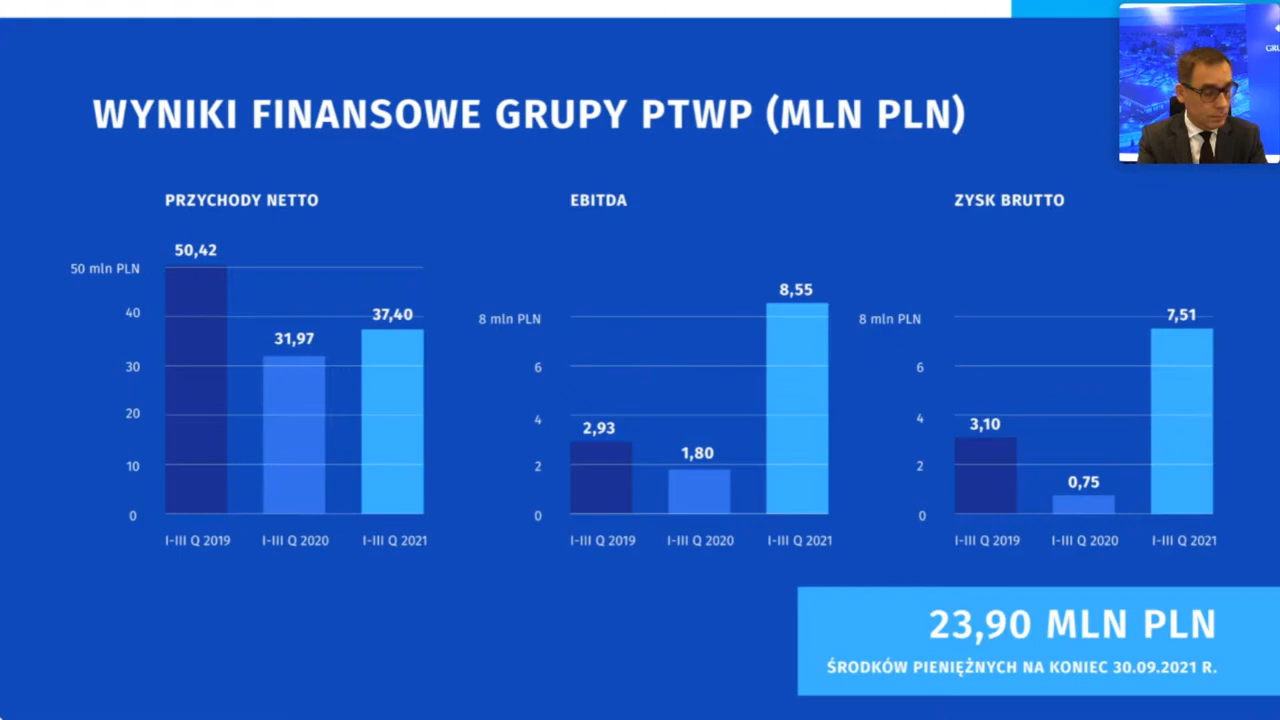 WYNIKI FINANSOWE GRUPY PTWP (MLN PLN)
PRZYCHODY NETTO
50,42
50 mln PLN
40
37,40
31,97
30
20
10
0
I-III Q 2019
I-III Q 2020
I-III Q 2021
EBITDA
8,55
8 mln PLN
6
4
2,93
1,80
2
0
I-III Q 2019
I-III Q 2020
I-III Q 2021
ZYSK BRUTTO
7,51
8 mln PLN
6
4
3,10
2
0,75
0
I-III Q 2019
I-III Q 2020
I-III Q 2021
23,90 MLN PLN
ŚRODKÓW PIENIĘŻNYCH NA KONIEC 30.09.2021 R.